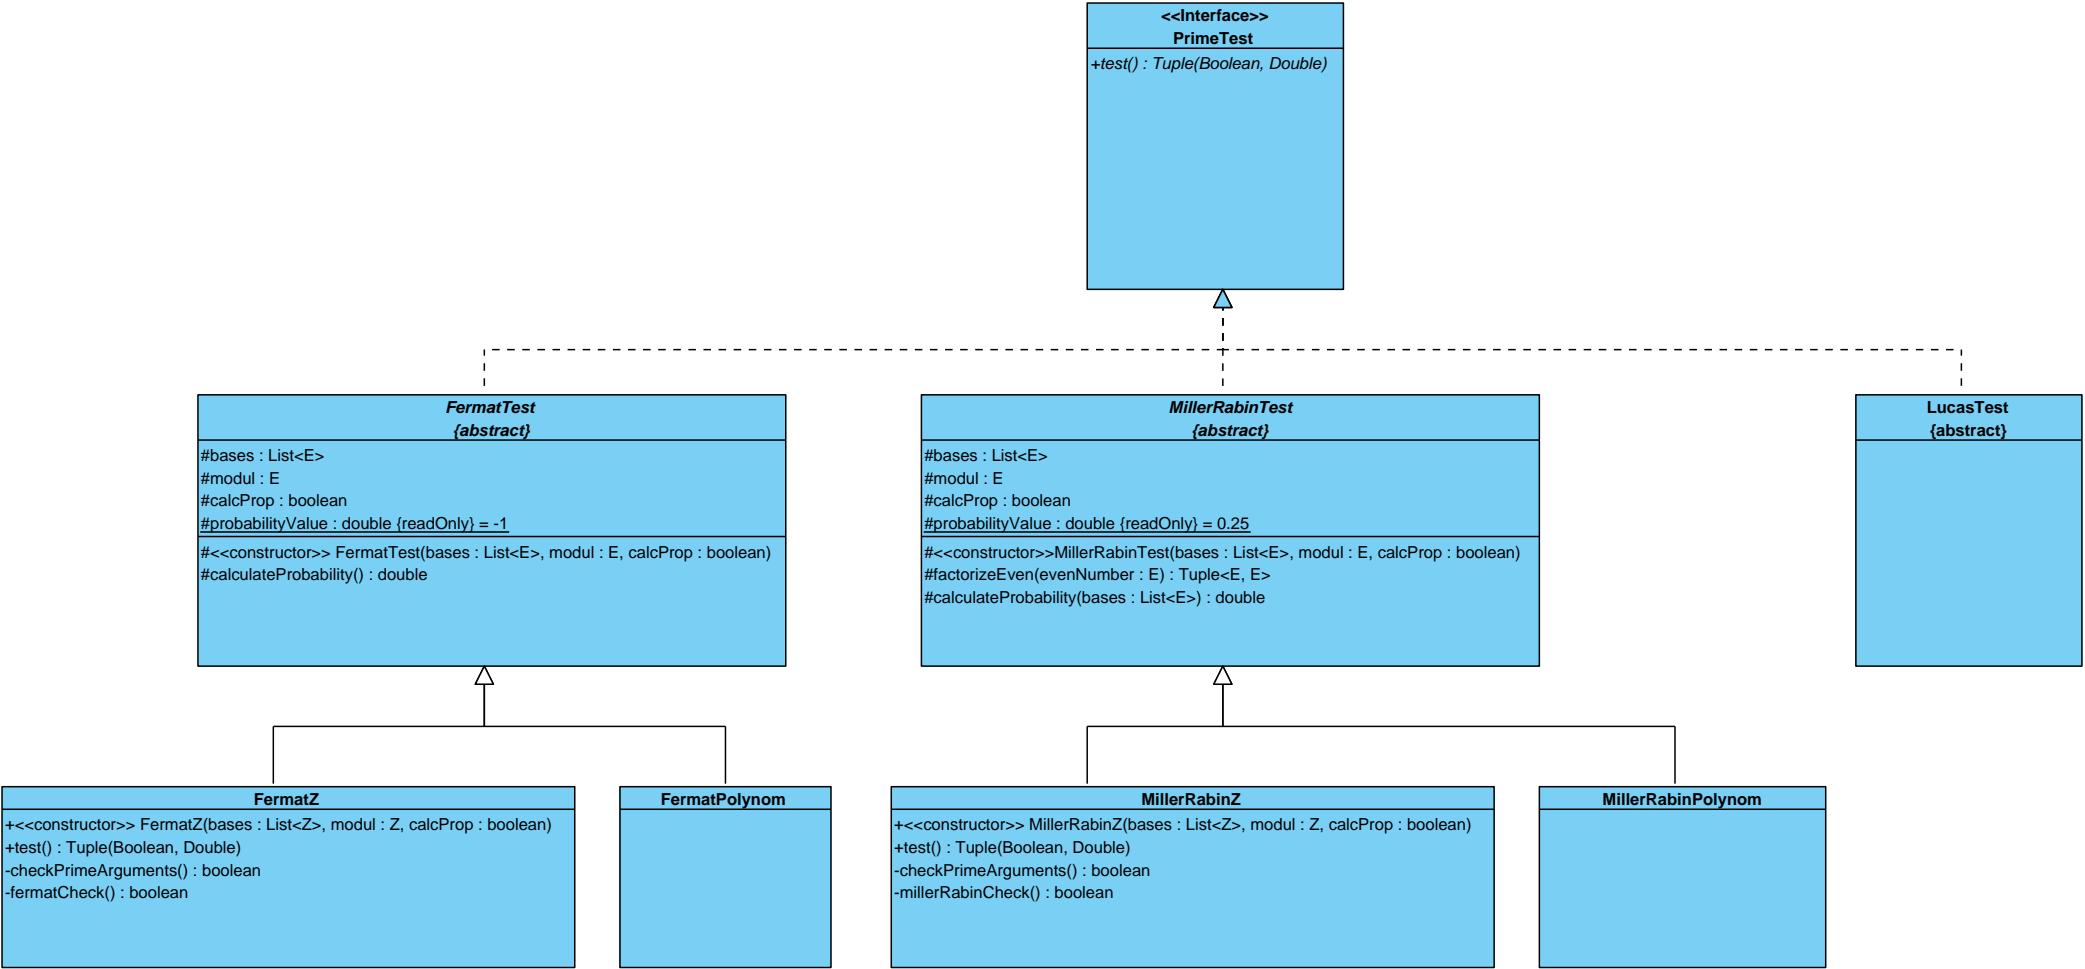 <<Interface>>
PrimeTest
+test() : Tuple(Boolean, Double)
FermatTest
{abstract}
#bases : List<E>
#modul : E
#calcProp : boolean
#probabilityValue : double {readOnly} = -1
#<<constructor>> FermatTest(bases : List<E>, modul : E, calcProp : boolean)
#calculateProbability() : double
MillerRabinTest
{abstract}
#bases : List<E>
#modul : E
#calcProp : boolean
#probabilityValue : double {readOnly} = 0.25
#<<constructor>>MillerRabinTest(bases : List<E>, modul : E, calcProp : boolean)
#factorizeEven(evenNumber : E) : Tuple<E, E>
#calculateProbability(bases : List<E>) : double
LucasTest
{abstract}
FermatZ
+<<constructor>> FermatZ(bases : List<Z>, modul : Z, calcProp : boolean)
+test() : Tuple(Boolean, Double)
-checkPrimeArguments() : boolean
-fermatCheck() : boolean
FermatPolynom
MillerRabinZ
+<<constructor>> MillerRabinZ(bases : List<Z>, modul : Z, calcProp : boolean)
+test() : Tuple(Boolean, Double)
-checkPrimeArguments() : boolean
-millerRabinCheck() : boolean
MillerRabinPolynom